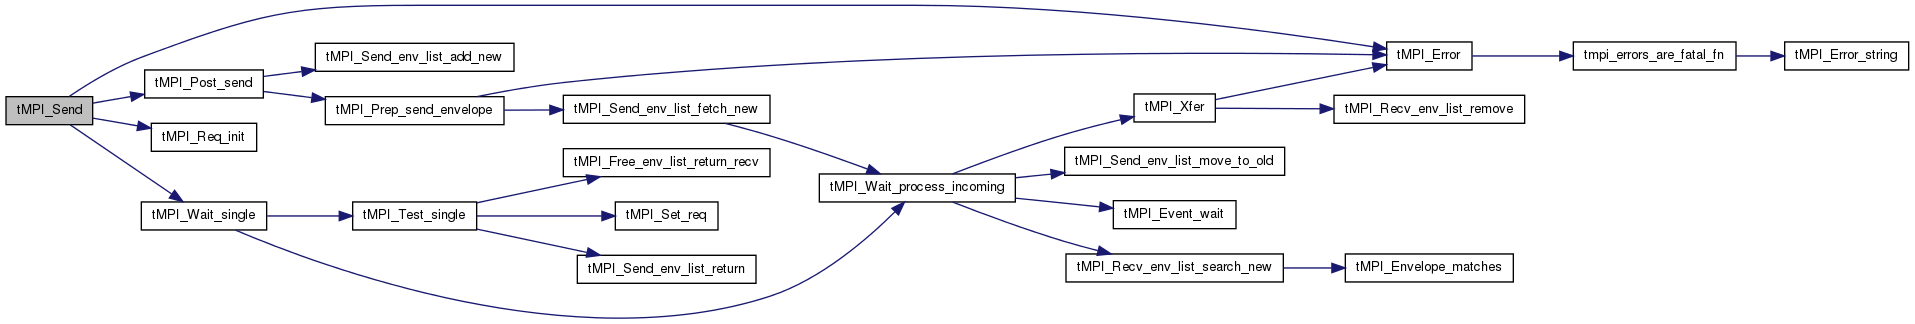 tMPI_Send
tMPI_Post_send
tMPI_Req_init
tMPI_Wait_single
tMPI_Send_env_list_add_new
tMPI_Prep_send_envelope
tMPI_Test_single
tMPI_Send_env_list_fetch_new
tMPI_Free_env_list_return_recv
tMPI_Set_req
tMPI_Send_env_list_return
tMPI_Wait_process_incoming
tMPI_Xfer
tMPI_Send_env_list_move_to_old
tMPI_Event_wait
tMPI_Recv_env_list_search_new
tMPI_Error
tMPI_Recv_env_list_remove
tMPI_Envelope_matches
tmpi_errors_are_fatal_fn
tMPI_Error_string